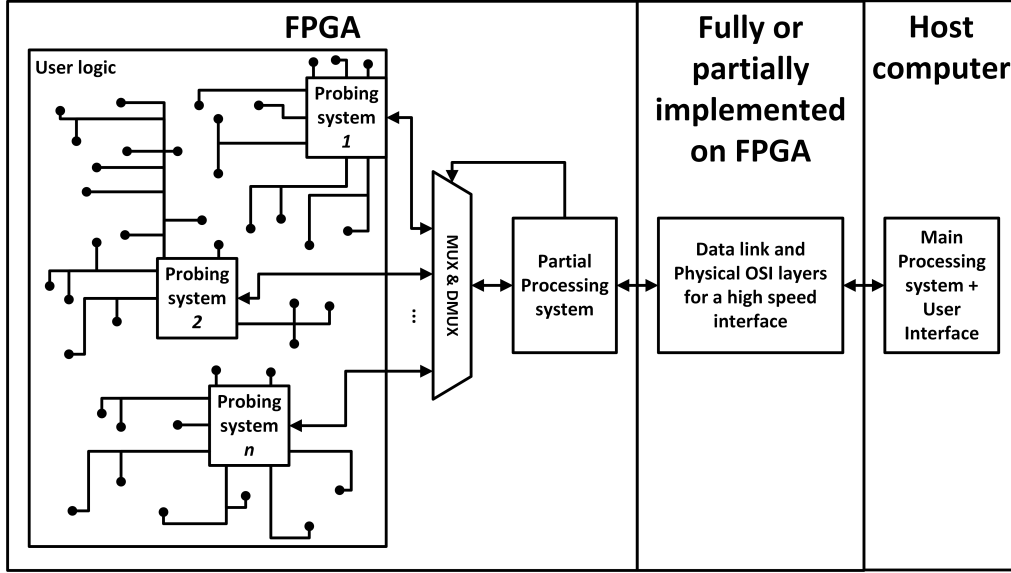 FPGA
Fully or
partially
implemented
on FPGA
Host
computer
User logic
Probing
system
1
Probing
system
2
Probing
system
n
...
MUX & DMUX
Partial
Processing
system
Data link and
Physical OSI layers
for a high speed
interface
Main
Processing
system +
User
Interface